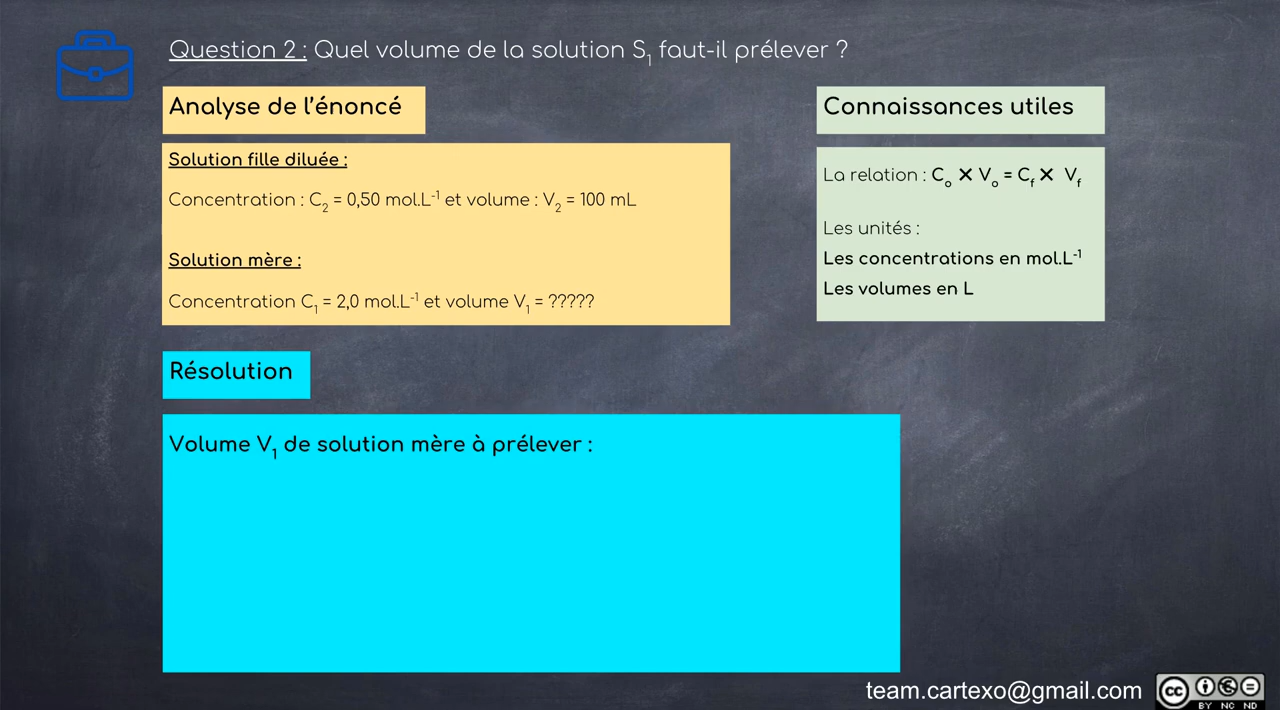 Question 2 : Quel volume de la solution S₁ faut-il prélever ?
Analyse de l’énoncé
Solution fille diluée :
Concentration : C₂ = 0,50 mol.L⁻¹ et volume : V₂ = 100 mL
Solution mère :
Concentration C₁ = 2,0 mol.L⁻¹ et volume V₁ = ?????
Connaissances utiles
La relation : Cₒ ✕ Vₒ = C_f ✕ V_f
Les unités :
Les concentrations en mol.L⁻¹
Les volumes en L
Résolution
Volume V₁ de solution mère à prélever :
team.cartexo@gmail.com
cc
BY NC ND